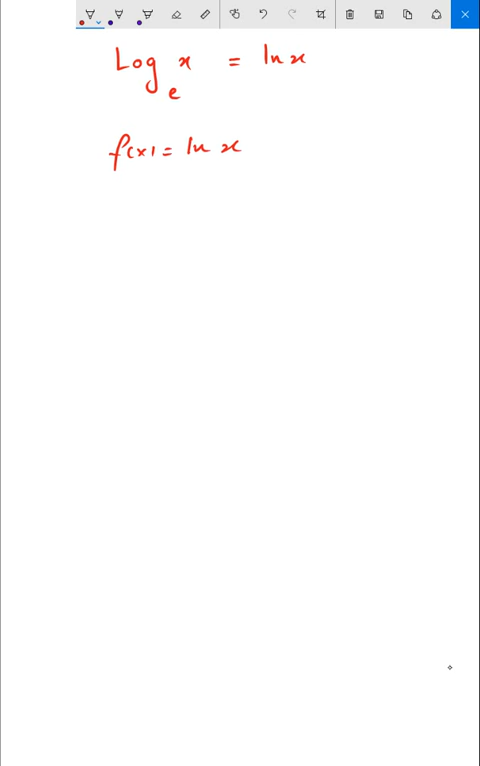 Log_e x = ln x
f(x) = ln x